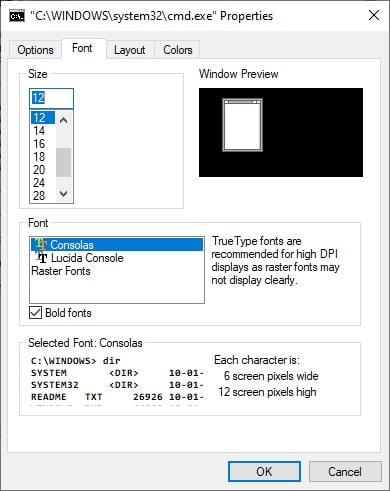 "C:\WINDOWS\system32\cmd.exe" Properties
Options Font Layout Colors
Size
12
12
14
16
18
20
24
28
Window Preview
Font
Consolas
Lucida Console
Raster Fonts
TrueType fonts are
recommended for high DPI
displays as raster fonts may
not display clearly.
Bold fonts
Selected Font: Consolas
C:\WINDOWS> dir
SYSTEM <DIR> 10-01-
SYSTEM32 <DIR> 10-01-
README TXT 26926 10-01-
Each character is:
6 screen pixels wide
12 screen pixels high
OK Cancel